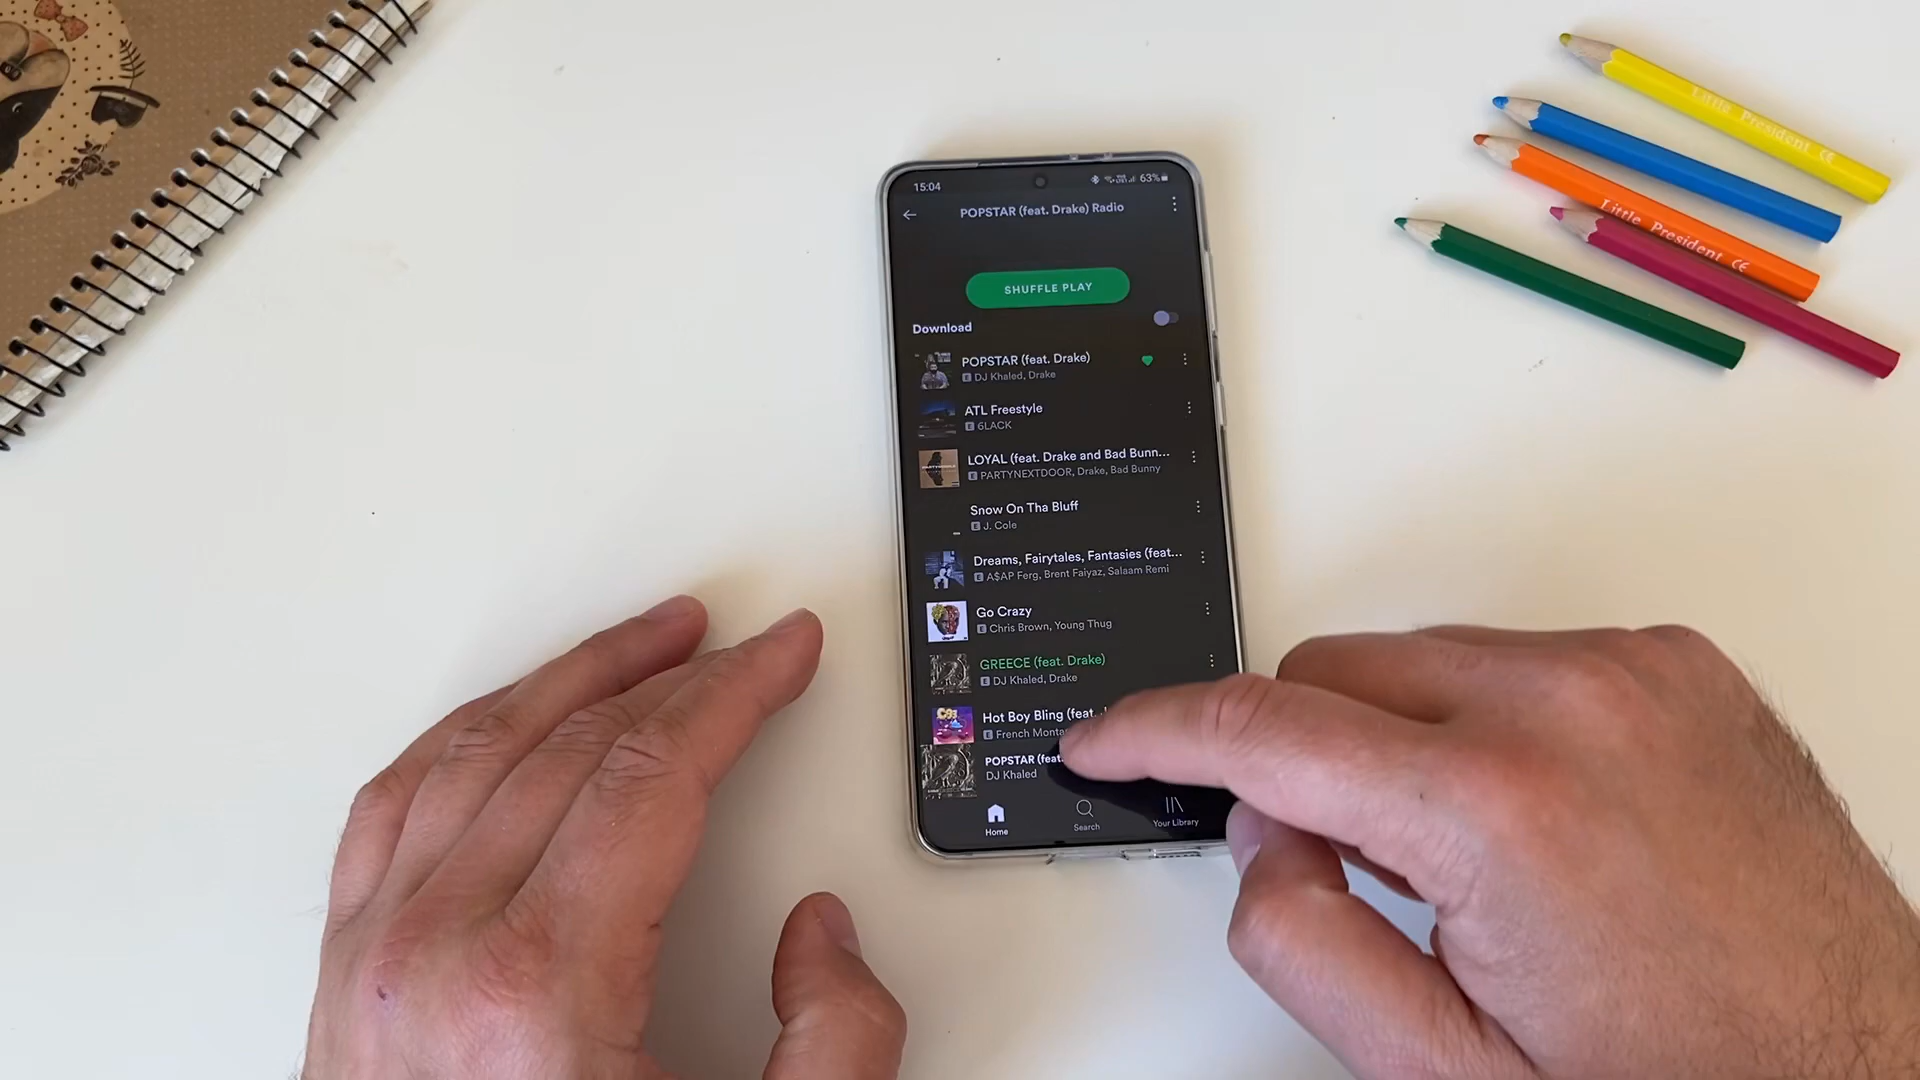 15:04 63%
POPSTAR (feat. Drake) Radio
SHUFFLE PLAY
Download
POPSTAR (feat. Drake)
E DJ Khaled, Drake
ATL Freestyle
E 6LACK
LOYAL (feat. Drake and Bad Bunn...
E PARTYNEXTDOOR, Drake, Bad Bunny
Snow On Tha Bluff
E J. Cole
Dreams, Fairytales, Fantasies (feat...
E A$AP Ferg, Brent Faiyaz, Salaam Remi
Go Crazy
E Chris Brown, Young Thug
GREECE (feat. Drake)
E DJ Khaled, Drake
Hot Boy Bling (feat.
E French Monta
POPSTAR (feat.
DJ Khaled
Home Search Your Library
Little President CE
Little President CE